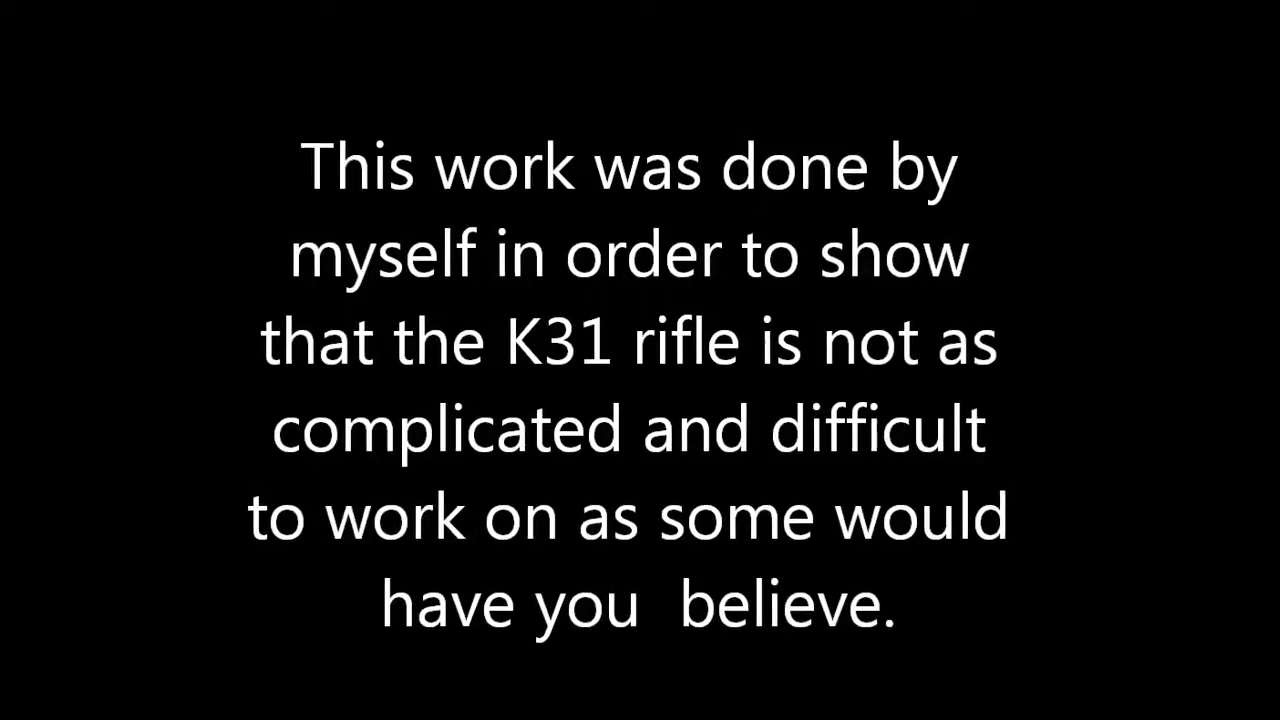 This work was done by
myself in order to show
that the K31 rifle is not as
complicated and difficult
to work on as some would
have you  believe.